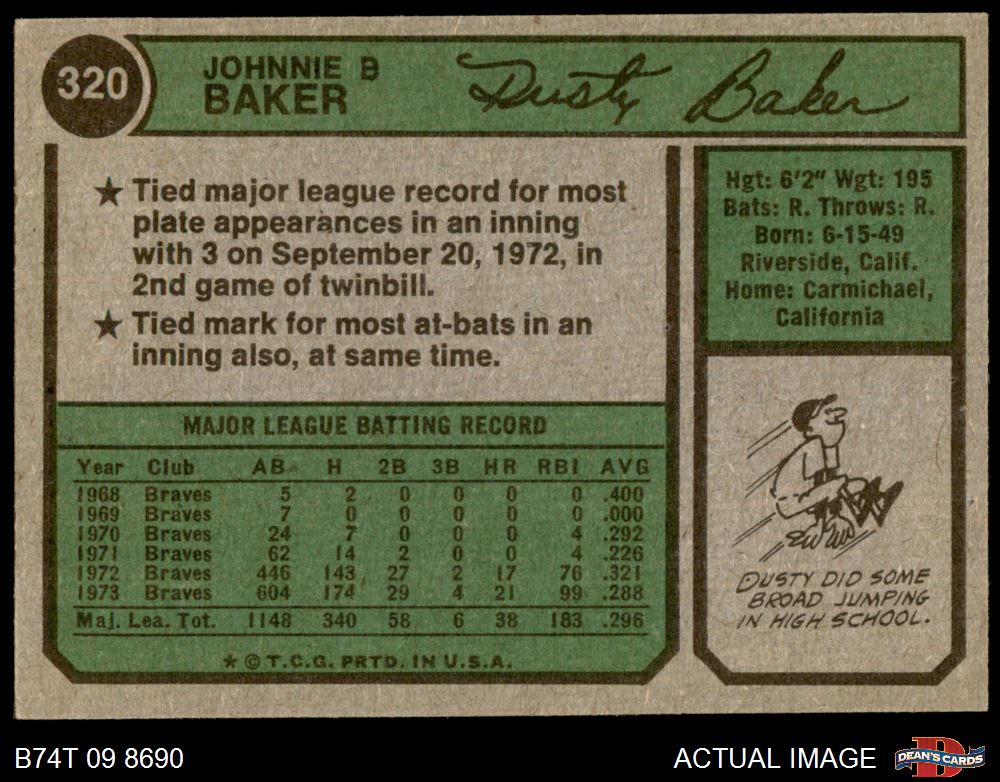 320
JOHNNIE B
BAKER
Dusty Baker
★ Tied major league record for most
plate appearances in an inning
with 3 on September 20, 1972, in
2nd game of twinbill.
★ Tied mark for most at-bats in an
inning also, at same time.
Hgt: 6'2" Wgt: 195
Bats: R. Throws: R.
Born: 6-15-49
Riverside, Calif.
Home: Carmichael,
California
MAJOR LEAGUE BATTING RECORD
Year Club AB H 2B 3B HR RBI AVG
1968 Braves 5 2 0 0 0 0 .400
1969 Braves 7 0 0 0 0 0 .000
1970 Braves 24 7 0 0 0 4 .292
1971 Braves 62 14 2 0 0 4 .226
1972 Braves 446 143 27 2 17 76 .321
1973 Braves 604 174 29 4 21 99 .288
Maj. Lea. Tot. 1148 340 58 6 38 183 .296
★ © T.C.G. PRTD. IN U.S.A.
DUSTY DID SOME
BROAD JUMPING
IN HIGH SCHOOL.
B74T 09 8690
ACTUAL IMAGE
D
DEAN'S CARDS